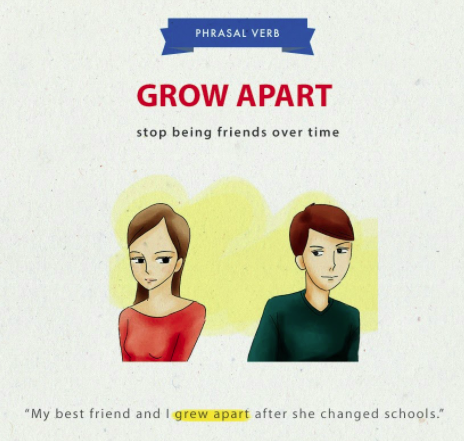 PHRASAL VERB
GROW APART
stop being friends over time
“My best friend and I grew apart after she changed schools.”